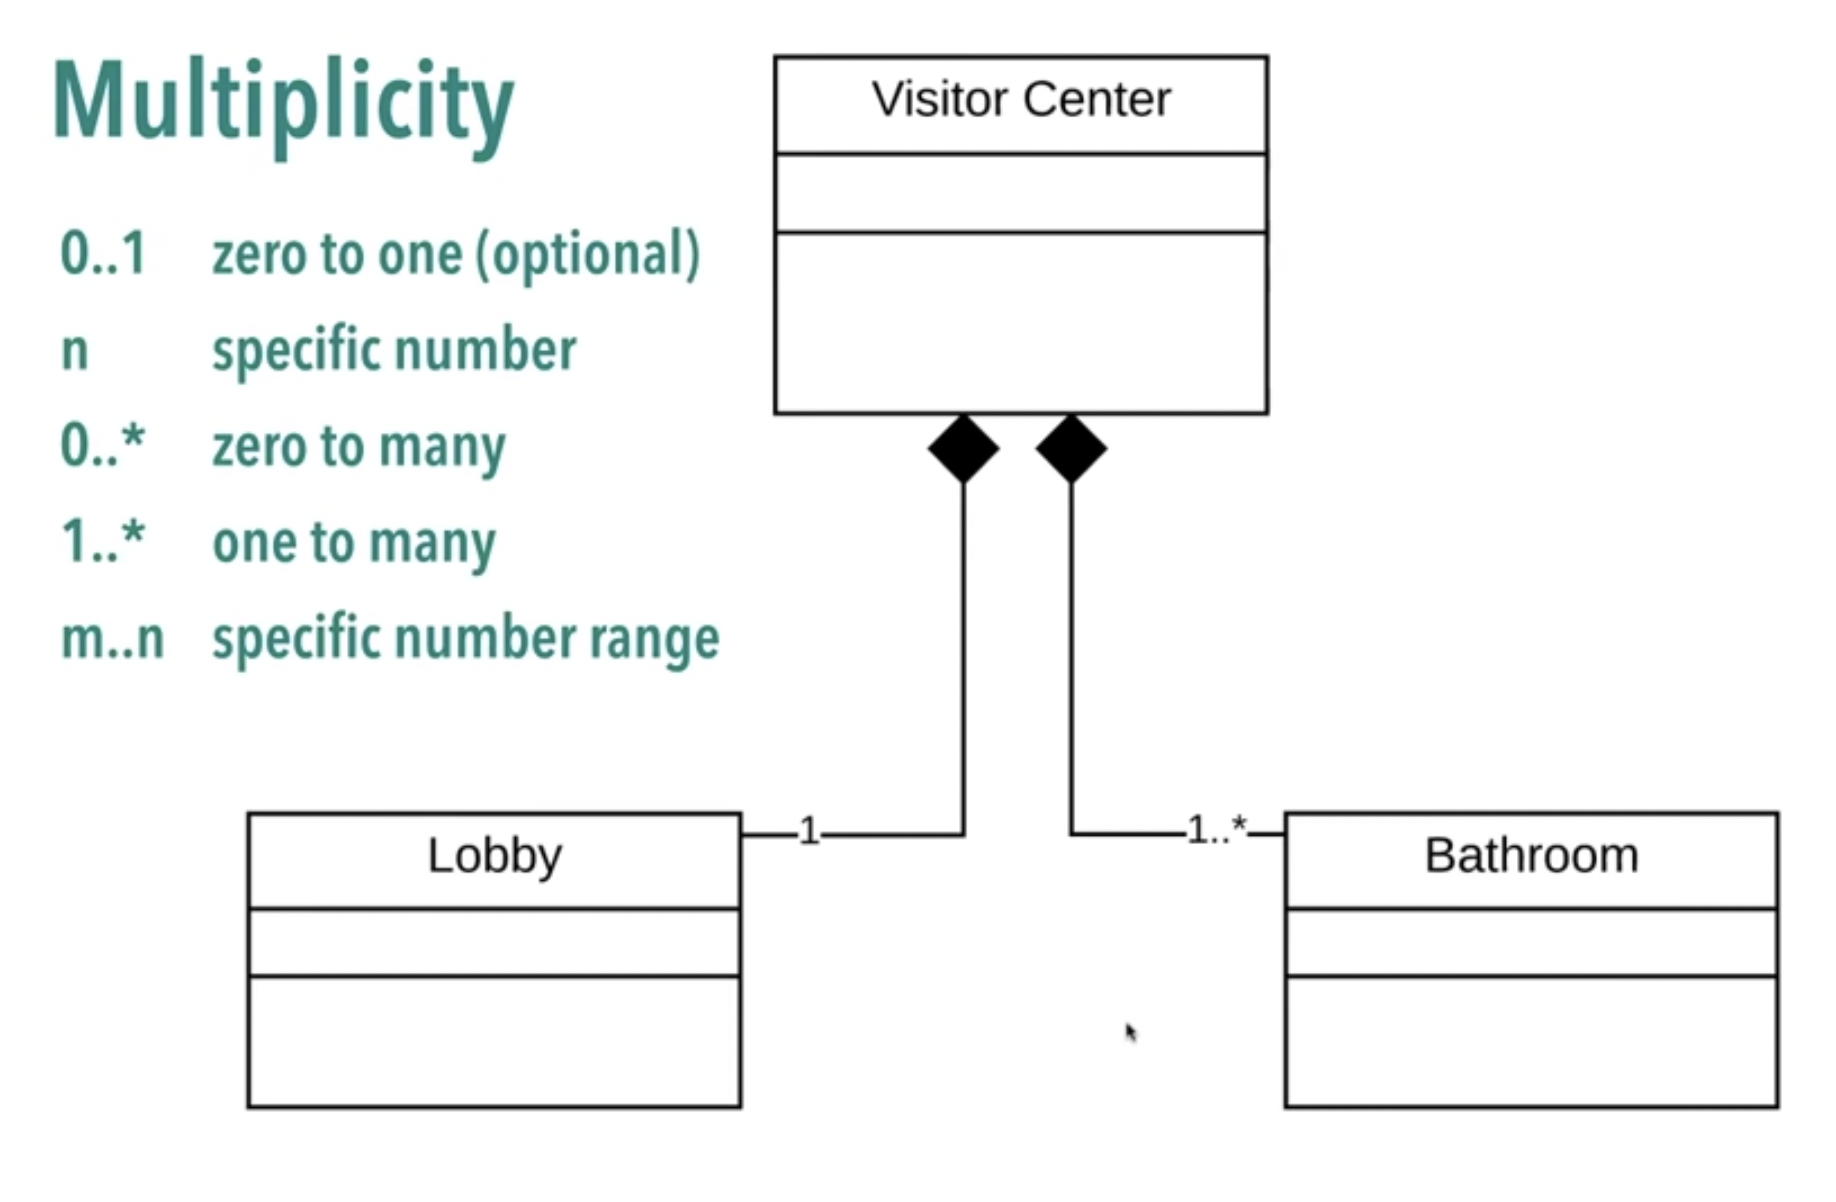 Multiplicity
0..1 zero to one (optional)
n specific number
0..* zero to many
1..* one to many
m..n specific number range
Visitor Center
1
1..*
Lobby
Bathroom